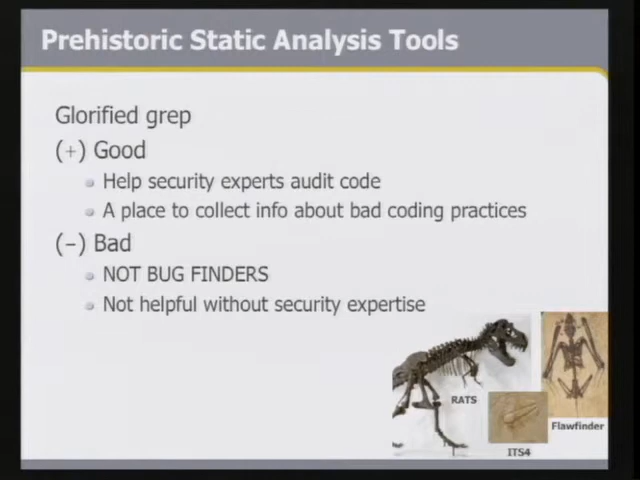 Prehistoric Static Analysis Tools
Glorified grep
(+) Good
Help security experts audit code
A place to collect info about bad coding practices
(–) Bad
NOT BUG FINDERS
Not helpful without security expertise
RATS
Flawfinder
ITS4